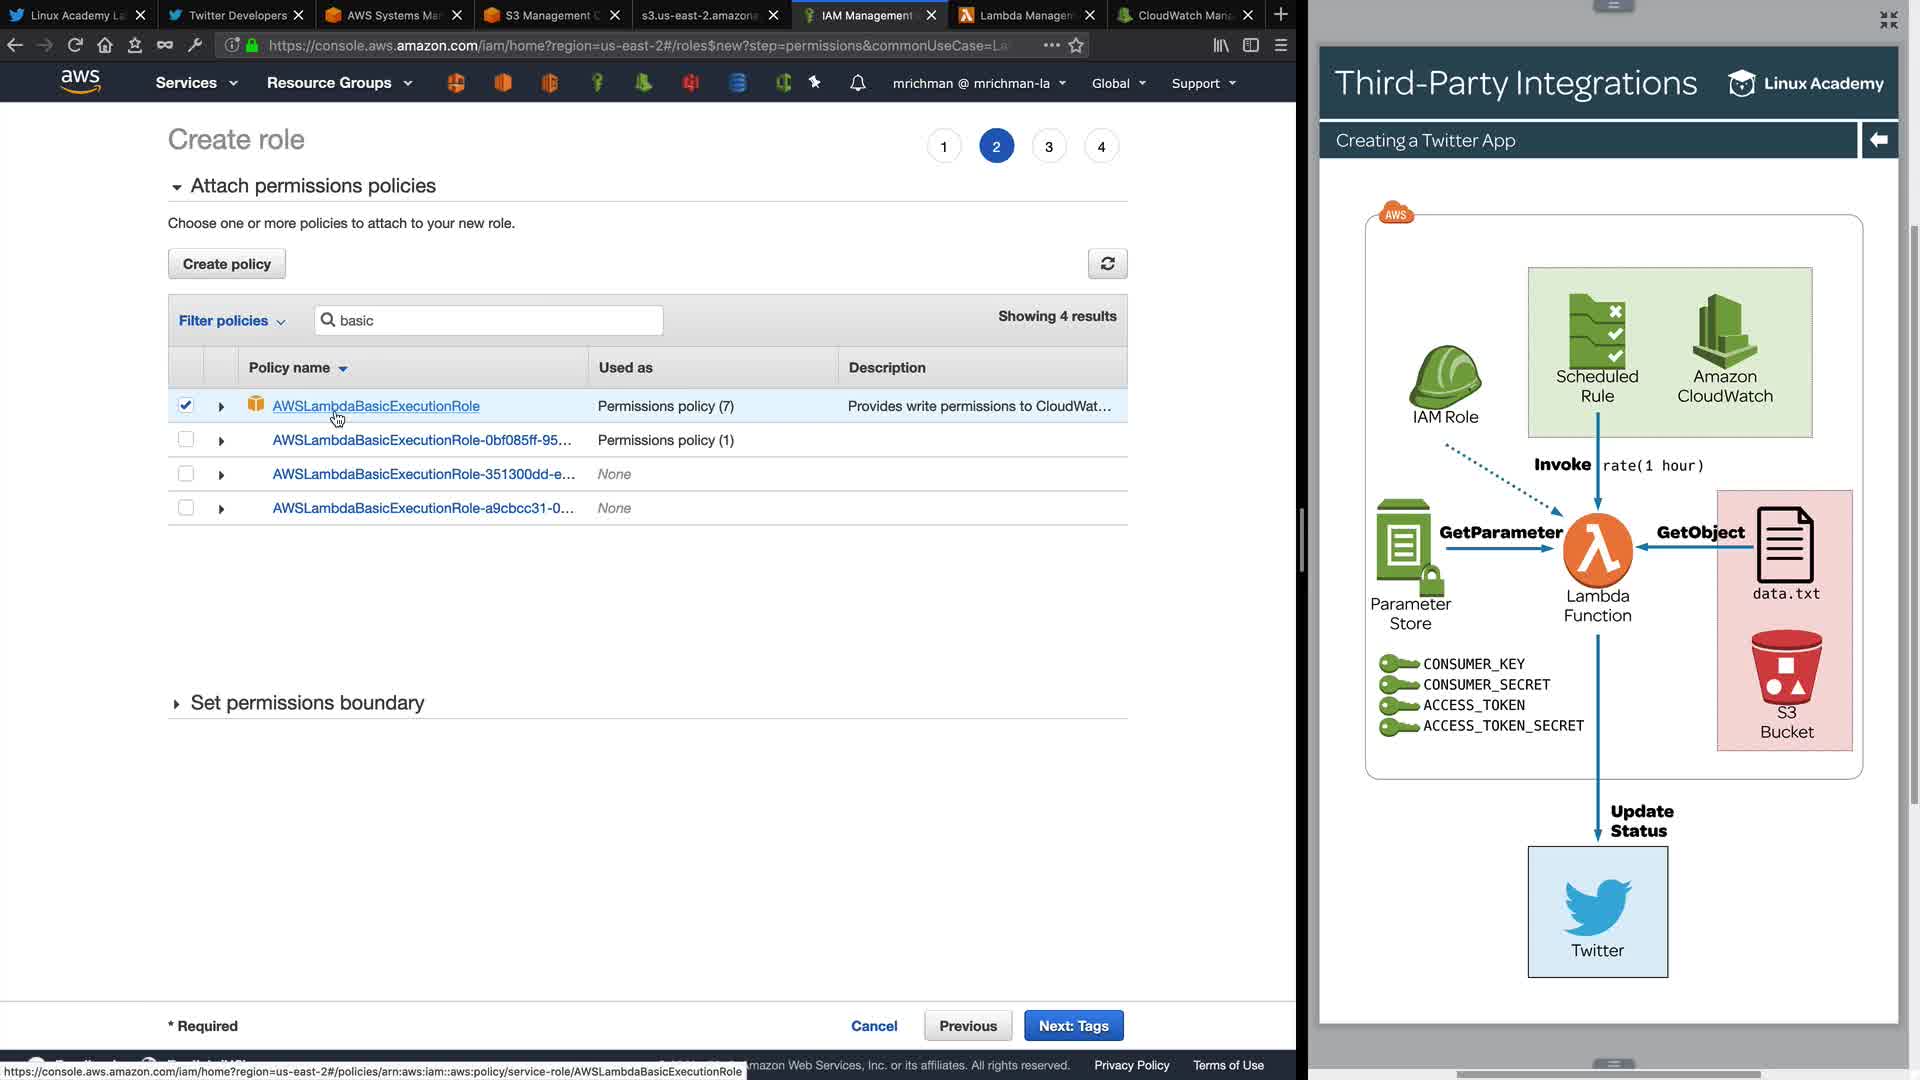 Linux Academy La
Twitter Developers
AWS Systems Ma
S3 Management C
s3.us-east-2.amazona
IAM Management
Lambda Managem
CloudWatch Man
https://console.aws.amazon.com/iam/home?region=us-east-2#/roles$new?step=permissions&commonUseCase=La
aws
Services
Resource Groups
mrichman @ mrichman-la
Global
Support
Create role
1
2
3
4
Attach permissions policies
Choose one or more policies to attach to your new role.
Create policy
Filter policies
basic
Showing 4 results
Policy name
Used as
Description
AWSLambdaBasicExecutionRole
Permissions policy (7)
Provides write permissions to CloudWat...
AWSLambdaBasicExecutionRole-0bf085ff-95...
Permissions policy (1)
AWSLambdaBasicExecutionRole-351300dd-e...
None
AWSLambdaBasicExecutionRole-a9cbcc31-0...
None
Set permissions boundary
* Required
Cancel
Previous
Next: Tags
Amazon Web Services, Inc. or its affiliates. All rights reserved.
Privacy Policy
Terms of Use
https://console.aws.amazon.com/iam/home?region=us-east-2#/policies/arn:aws:iam::aws:policy/service-role/AWSLambdaBasicExecutionRole
Third-Party Integrations
Linux Academy
Creating a Twitter App
AWS
IAM Role
Scheduled
Rule
Amazon
CloudWatch
Invoke
rate(1 hour)
GetParameter
GetObject
Parameter
Store
Lambda
Function
data.txt
CONSUMER_KEY
CONSUMER_SECRET
ACCESS_TOKEN
ACCESS_TOKEN_SECRET
S3
Bucket
Update
Status
Twitter